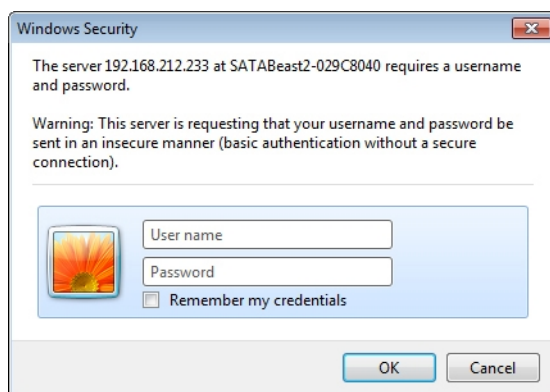 Windows Security
The server 192.168.212.233 at SATABeast2-029C8040 requires a username
and password.
Warning: This server is requesting that your username and password be
sent in an insecure manner (basic authentication without a secure
connection).
User name
Password
Remember my credentials
OK
Cancel